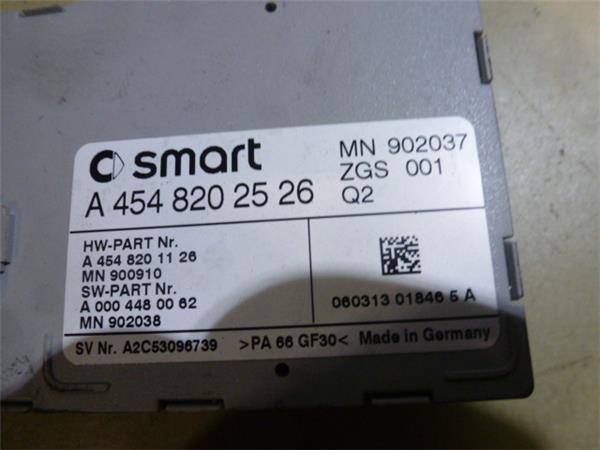 smart
MN 902037
ZGS 001
A 454 820 25 26
Q2
HW-PART Nr.
A 454 820 11 26
MN 900910
SW-PART Nr.
A 000 448 00 62
MN 902038
060313 01846 5 A
SV Nr. A2C53096739 >PA 66 GF30< Made in Germany